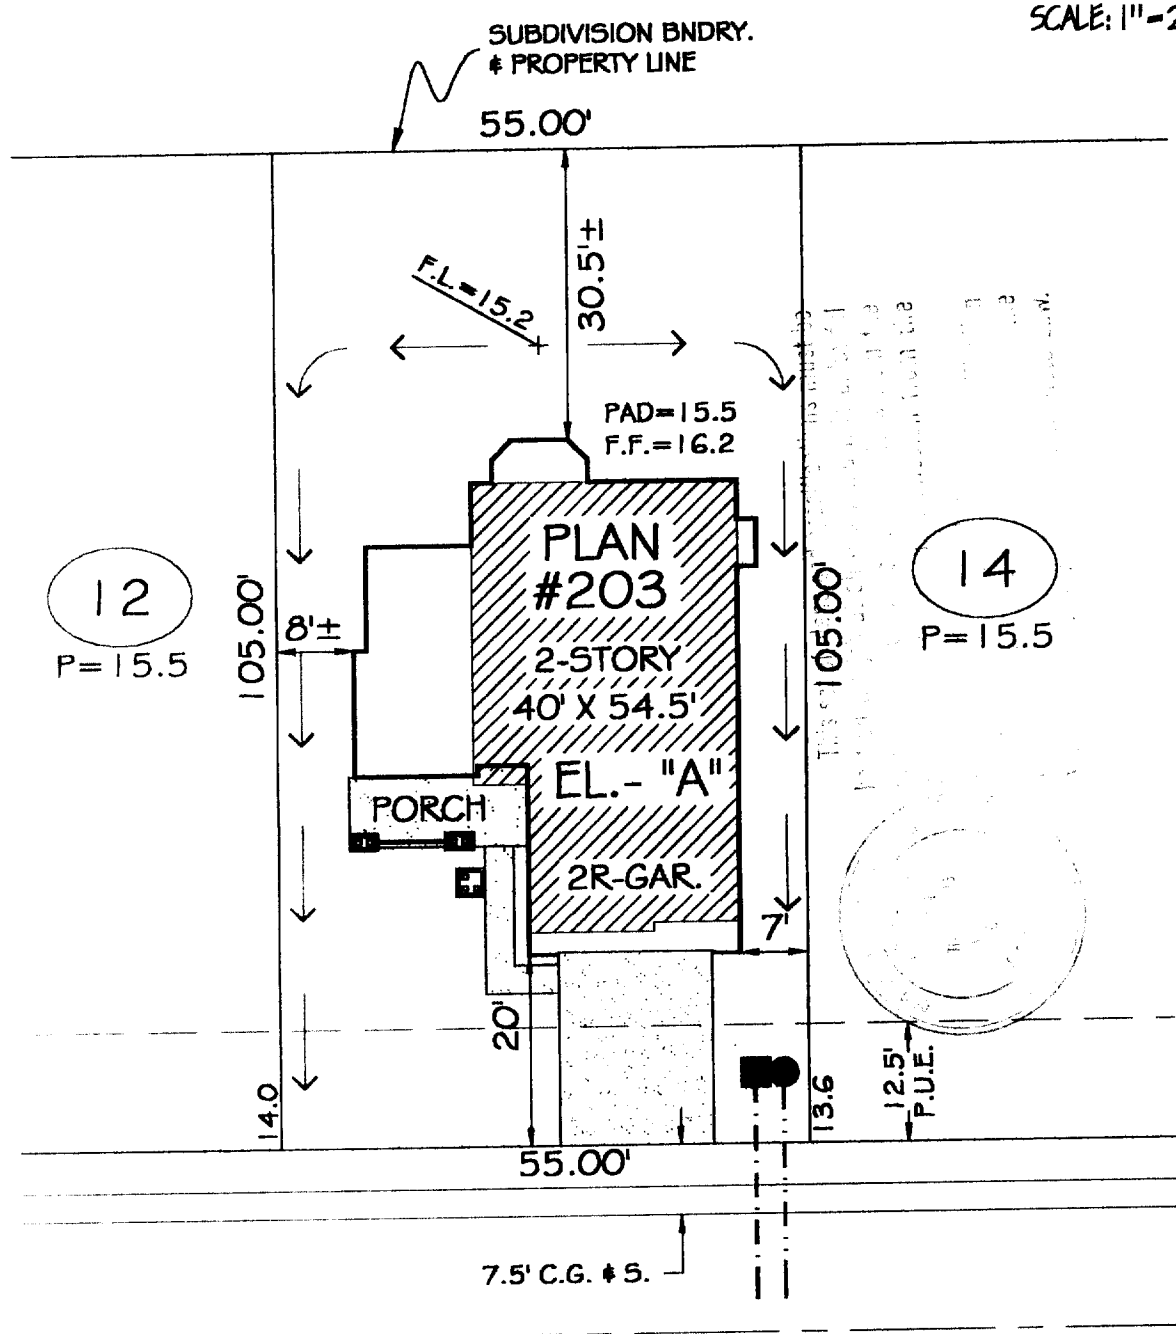 SCALE: 1"=2
SUBDIVISION BNDRY.
& PROPERTY LINE
55.00'
30.5'±
F.L.=15.2
PAD=15.5
F.F.=16.2
PLAN
#203
2-STORY
40' X 54.5'
EL.- "A"
2R-GAR.
12
P=15.5
105.00'
8'±
105.00'
14
P=15.5
PORCH
7'
20'
14.0
13.6
12.5'
P.U.E.
55.00'
7.5' C.G. & S.